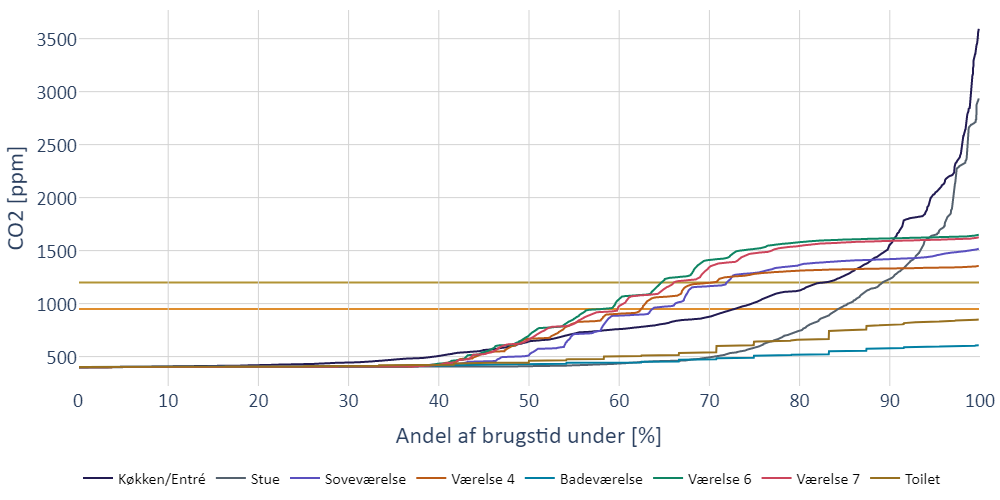 3500
3000
2500
2000
1500
1000
500
CO2 [ppm]
0 10 20 30 40 50 60 70 80 90 100
Andel af brugstid under [%]
Køkken/Entré Stue Soveværelse Værelse 4 Badeværelse Værelse 6 Værelse 7 Toilet